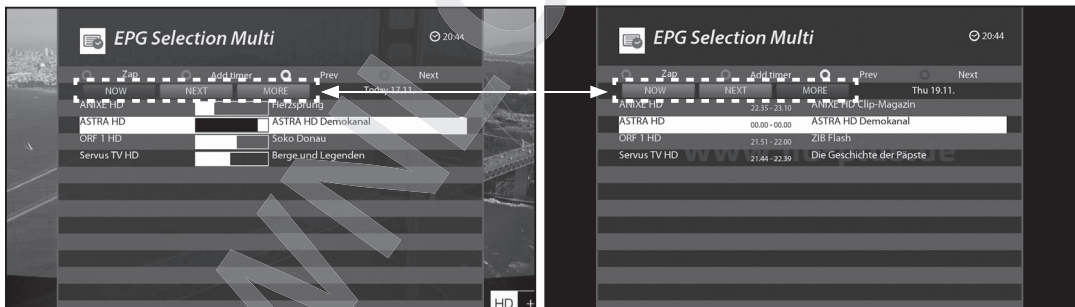 EPG Selection Multi
20:44
Zap Add timer Prev Next
NOW NEXT MORE Today 17.11.
ANIXE HD Herzsprung
ASTRA HD ASTRA HD Demokanal
ORF 1 HD Soko Donau
Servus TV HD Berge und Legenden
HD +
EPG Selection Multi
20:44
Zap Add timer Prev Next
NOW NEXT MORE Thu 19.11.
ANIXE HD 22.35 - 23.10 ANIXE HD Clip-Magazin
ASTRA HD 00.00 - 00.00 ASTRA HD Demokanal
ORF 1 HD 21.51 - 22.00 ZIB Flash
Servus TV HD 21.44 - 22.39 Die Geschichte der Päpste